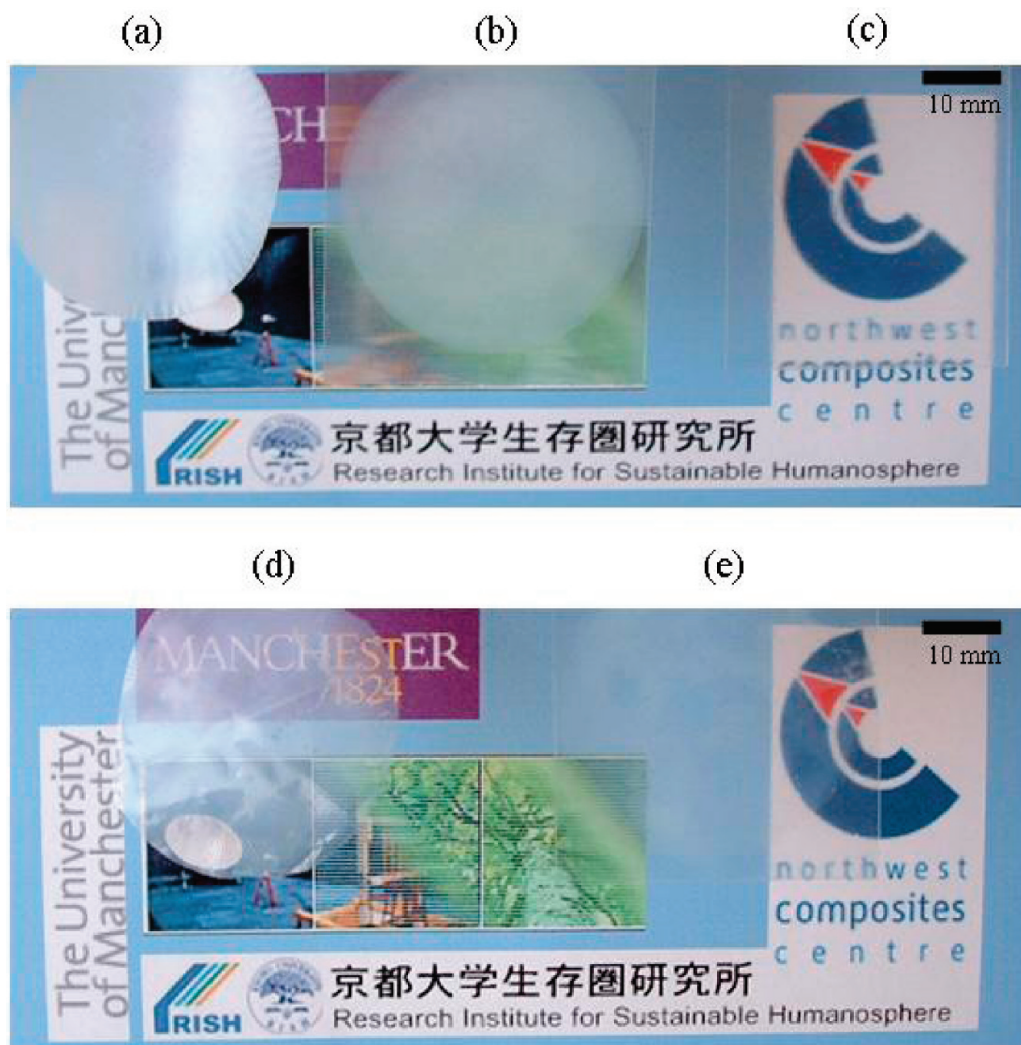 (a)
(b)
(c)
10 mm
CH
The Unive
of Manc
northwest
composites
centre
RISH
京都大学生存圏研究所
Research Institute for Sustainable Humanosphere
(d)
(e)
10 mm
MANCHESTER
/1824
The University
of Manchester
northwest
composites
centre
RISH
京都大学生存圏研究所
Research Institute for Sustainable Humanosphere